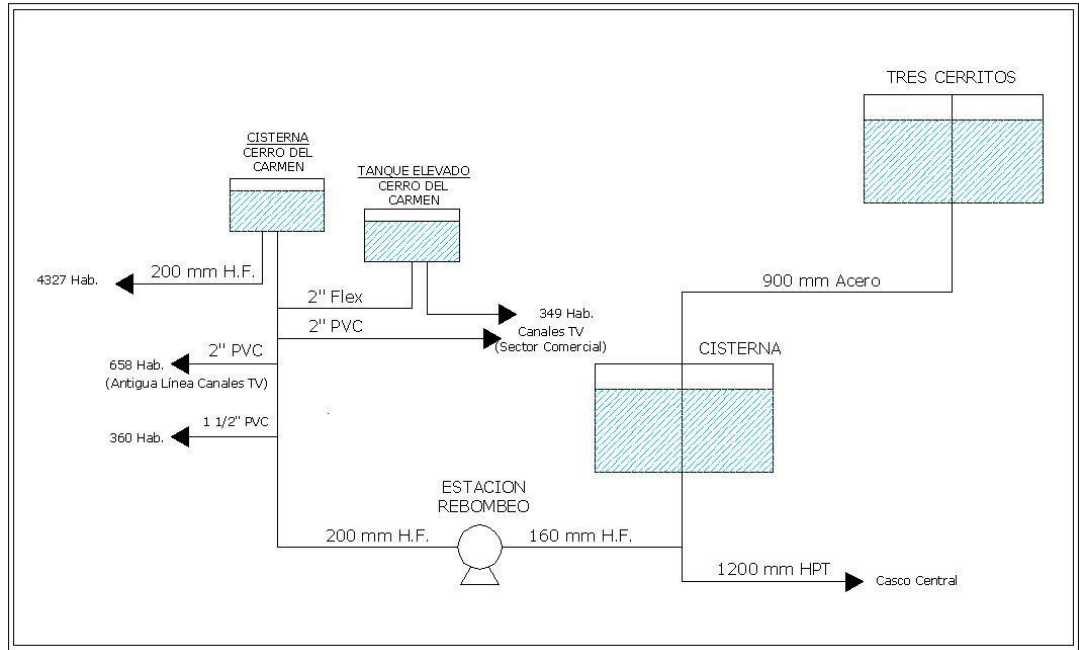 TRES CERRITOS
CISTERNA
CERRO DEL
CARMEN
TANQUE ELEVADO
CERRO DEL
CARMEN
200 mm H.F.
4327 Hab.
900 mm Acero
2'' Flex
349 Hab.
2'' PVC
Canales TV
(Sector Comercial)
CISTERNA
2'' PVC
658 Hab.
(Antigua Línea Canales TV)
1 1/2" PVC
360 Hab.
ESTACION
REBOMBEO
200 mm H.F.
160 mm H.F.
1200 mm HPT
Casco Central